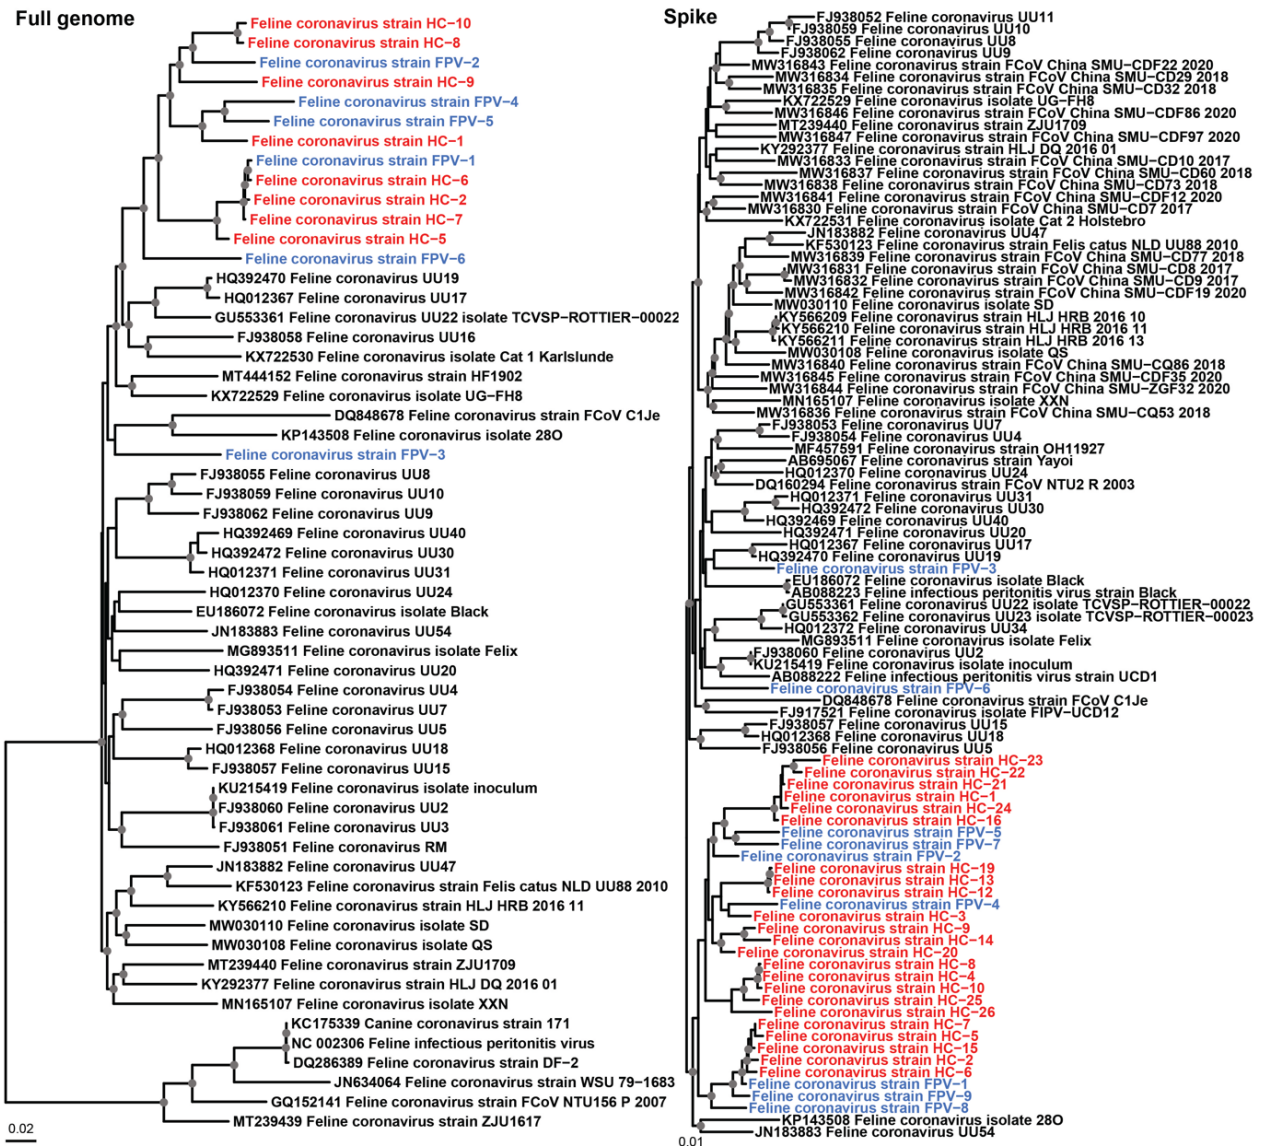 Full genome
Feline coronavirus strain HC−10
Feline coronavirus strain HC−8
Feline coronavirus strain FPV−2
Feline coronavirus strain HC−9
Feline coronavirus strain FPV−4
Feline coronavirus strain FPV−5
Feline coronavirus strain HC−1
Feline coronavirus strain FPV−1
Feline coronavirus strain HC−6
Feline coronavirus strain HC−2
Feline coronavirus strain HC−7
Feline coronavirus strain HC−5
Feline coronavirus strain FPV−6
HQ392470 Feline coronavirus UU19
HQ012367 Feline coronavirus UU17
GU553361 Feline coronavirus UU22 isolate TCVSP−ROTTIER−00022
FJ938058 Feline coronavirus UU16
KX722530 Feline coronavirus isolate Cat 1 Karlslunde
MT444152 Feline coronavirus strain HF1902
KX722529 Feline coronavirus isolate UG−FH8
DQ848678 Feline coronavirus strain FCoV C1Je
KP143508 Feline coronavirus isolate 28O
Feline coronavirus strain FPV−3
FJ938055 Feline coronavirus UU8
FJ938059 Feline coronavirus UU10
FJ938062 Feline coronavirus UU9
HQ392469 Feline coronavirus UU40
HQ392472 Feline coronavirus UU30
HQ012371 Feline coronavirus UU31
HQ012370 Feline coronavirus UU24
EU186072 Feline coronavirus isolate Black
JN183883 Feline coronavirus UU54
MG893511 Feline coronavirus isolate Felix
HQ392471 Feline coronavirus UU20
FJ938054 Feline coronavirus UU4
FJ938053 Feline coronavirus UU7
FJ938056 Feline coronavirus UU5
HQ012368 Feline coronavirus UU18
FJ938057 Feline coronavirus UU15
KU215419 Feline coronavirus isolate inoculum
FJ938060 Feline coronavirus UU2
FJ938061 Feline coronavirus UU3
FJ938051 Feline coronavirus RM
JN183882 Feline coronavirus UU47
KF530123 Feline coronavirus strain Felis catus NLD UU88 2010
KY566210 Feline coronavirus strain HLJ HRB 2016 11
MW030110 Feline coronavirus isolate SD
MW030108 Feline coronavirus isolate QS
MT239440 Feline coronavirus strain ZJU1709
KY292377 Feline coronavirus strain HLJ DQ 2016 01
MN165107 Feline coronavirus isolate XXN
KC175339 Canine coronavirus strain 171
NC 002306 Feline infectious peritonitis virus
DQ286389 Feline coronavirus strain DF−2
JN634064 Feline coronavirus strain WSU 79−1683
GQ152141 Feline coronavirus strain FCoV NTU156 P 2007
MT239439 Feline coronavirus strain ZJU1617
0.02
Spike
FJ938052 Feline coronavirus UU11
FJ938059 Feline coronavirus UU10
FJ938055 Feline coronavirus UU8
FJ938062 Feline coronavirus UU9
MW316843 Feline coronavirus strain FCoV China SMU−CDF22 2020
MW316834 Feline coronavirus strain FCoV China SMU−CD29 2018
MW316835 Feline coronavirus strain FCoV China SMU−CD32 2018
KX722529 Feline coronavirus isolate UG−FH8
MW316846 Feline coronavirus strain FCoV China SMU−CDF86 2020
MT239440 Feline coronavirus strain ZJU1709
MW316847 Feline coronavirus strain FCoV China SMU−CDF97 2020
KY292377 Feline coronavirus strain HLJ DQ 2016 01
MW316833 Feline coronavirus strain FCoV China SMU−CD10 2017
MW316837 Feline coronavirus strain FCoV China SMU−CD60 2018
MW316838 Feline coronavirus strain FCoV China SMU−CD73 2018
MW316841 Feline coronavirus strain FCoV China SMU−CDF12 2020
MW316830 Feline coronavirus strain FCoV China SMU−CD7 2017
KX722531 Feline coronavirus isolate Cat 2 Holstebro
JN183882 Feline coronavirus UU47
KF530123 Feline coronavirus strain Felis catus NLD UU88 2010
MW316839 Feline coronavirus strain FCoV China SMU−CD77 2018
MW316831 Feline coronavirus strain FCoV China SMU−CD8 2017
MW316832 Feline coronavirus strain FCoV China SMU−CD9 2017
MW316842 Feline coronavirus strain FCoV China SMU−CDF19 2020
MW030110 Feline coronavirus isolate SD
KY566209 Feline coronavirus strain HLJ HRB 2016 10
KY566210 Feline coronavirus strain HLJ HRB 2016 11
KY566211 Feline coronavirus strain HLJ HRB 2016 13
MW030108 Feline coronavirus isolate QS
MW316840 Feline coronavirus strain FCoV China SMU−CQ86 2018
MW316845 Feline coronavirus strain FCoV China SMU−CDF35 2020
MW316844 Feline coronavirus strain FCoV China SMU−ZGF32 2020
MN165107 Feline coronavirus isolate XXN
MW316836 Feline coronavirus strain FCoV China SMU−CQ53 2018
FJ938053 Feline coronavirus UU7
FJ938054 Feline coronavirus UU4
MF457591 Feline coronavirus strain OH11927
AB695067 Feline coronavirus strain Yayoi
HQ012370 Feline coronavirus UU24
DQ160294 Feline coronavirus strain FCoV NTU2 R 2003
HQ012371 Feline coronavirus UU31
HQ392472 Feline coronavirus UU30
HQ392469 Feline coronavirus UU40
HQ392471 Feline coronavirus UU20
HQ012367 Feline coronavirus UU17
HQ392470 Feline coronavirus UU19
Feline coronavirus strain FPV−3
EU186072 Feline coronavirus isolate Black
AB088223 Feline infectious peritonitis virus strain Black
GU553361 Feline coronavirus UU22 isolate TCVSP−ROTTIER−00022
GU553362 Feline coronavirus UU23 isolate TCVSP−ROTTIER−00023
HQ012372 Feline coronavirus UU34
MG893511 Feline coronavirus isolate Felix
FJ938060 Feline coronavirus UU2
KU215419 Feline coronavirus isolate inoculum
AB088222 Feline infectious peritonitis virus strain UCD1
Feline coronavirus strain FPV−6
DQ848678 Feline coronavirus strain FCoV C1Je
FJ917521 Feline coronavirus isolate FIPV−UCD12
FJ938057 Feline coronavirus UU15
HQ012368 Feline coronavirus UU18
FJ938056 Feline coronavirus UU5
Feline coronavirus strain HC−23
Feline coronavirus strain HC−22
Feline coronavirus strain HC−21
Feline coronavirus strain HC−1
Feline coronavirus strain HC−24
Feline coronavirus strain HC−16
Feline coronavirus strain FPV−5
Feline coronavirus strain FPV−7
Feline coronavirus strain FPV−2
Feline coronavirus strain HC−19
Feline coronavirus strain HC−13
Feline coronavirus strain HC−12
Feline coronavirus strain FPV−4
Feline coronavirus strain HC−3
Feline coronavirus strain HC−9
Feline coronavirus strain HC−14
Feline coronavirus strain HC−20
Feline coronavirus strain HC−8
Feline coronavirus strain HC−4
Feline coronavirus strain HC−10
Feline coronavirus strain HC−25
Feline coronavirus strain HC−26
Feline coronavirus strain HC−7
Feline coronavirus strain HC−5
Feline coronavirus strain HC−15
Feline coronavirus strain HC−2
Feline coronavirus strain HC−6
Feline coronavirus strain FPV−1
Feline coronavirus strain FPV−9
Feline coronavirus strain FPV−8
KP143508 Feline coronavirus isolate 28O
JN183883 Feline coronavirus UU54
0.01